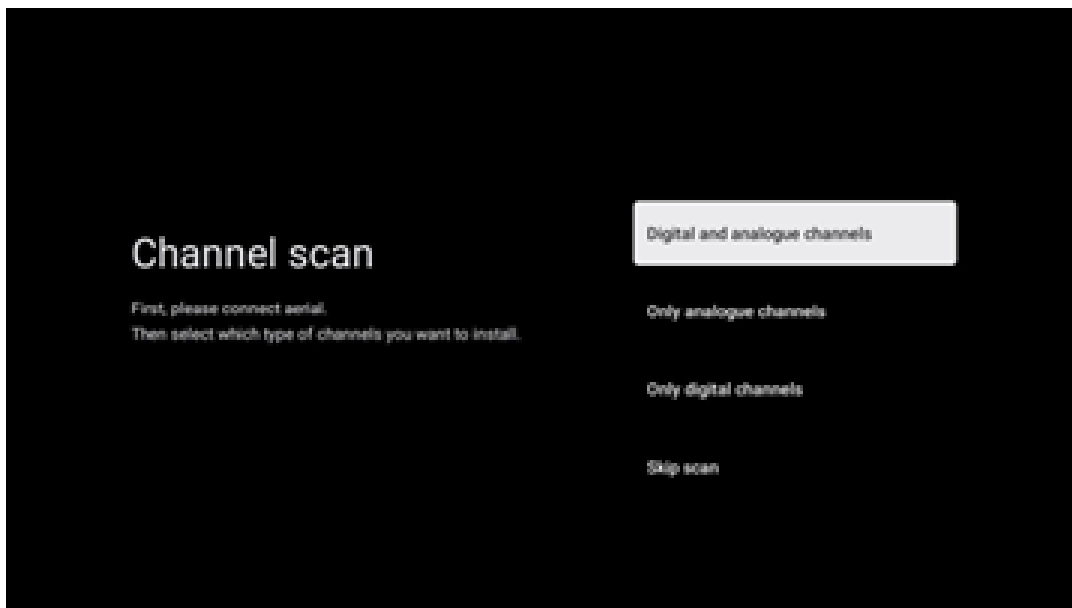 Channel scan
First, please connect aerial.
Then select which type of channels you want to install.
Digital and analogue channels
Only analogue channels
Only digital channels
Skip scan